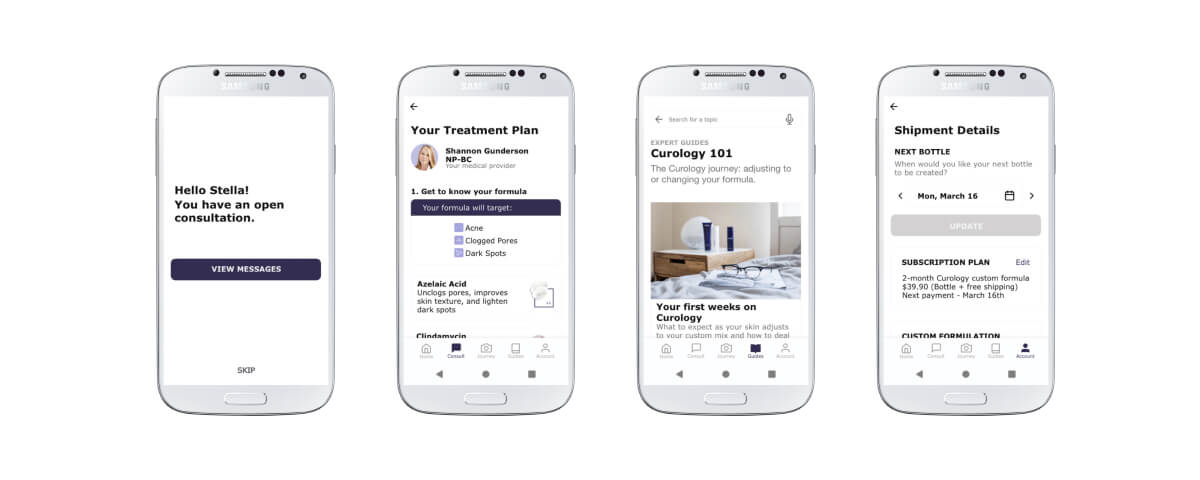 SAMSUNG
Hello Stella!
You have an open
consultation.
VIEW MESSAGES
SKIP
SAMSUNG
Your Treatment Plan
Shannon Gunderson
NP-BC
Your medical provider
1. Get to know your formula
Your formula will target:
Acne
Clogged Pores
Dark Spots
Azelaic Acid
Unclogs pores, improves
skin texture, and lighten
dark spots
Clindamycin
Home Consult Journey Guides Account
SAMSUNG
Search for a topic
EXPERT GUIDES
Curology 101
The Curology journey: adjusting to
or changing your formula.
Your first weeks on
Curology
What to expect as your skin adjusts
to your custom mix and how to deal
Home Consult Journey Guides Account
SAMSUNG
Shipment Details
NEXT BOTTLE
When would you like your next bottle
to be created?
Mon, March 16
UPDATE
SUBSCRIPTION PLAN Edit
2-month Curology custom formula
$39.90 (Bottle + free shipping)
Next payment - March 16th
CUSTOM FORMULATION
Home Consult Journey Guides Account